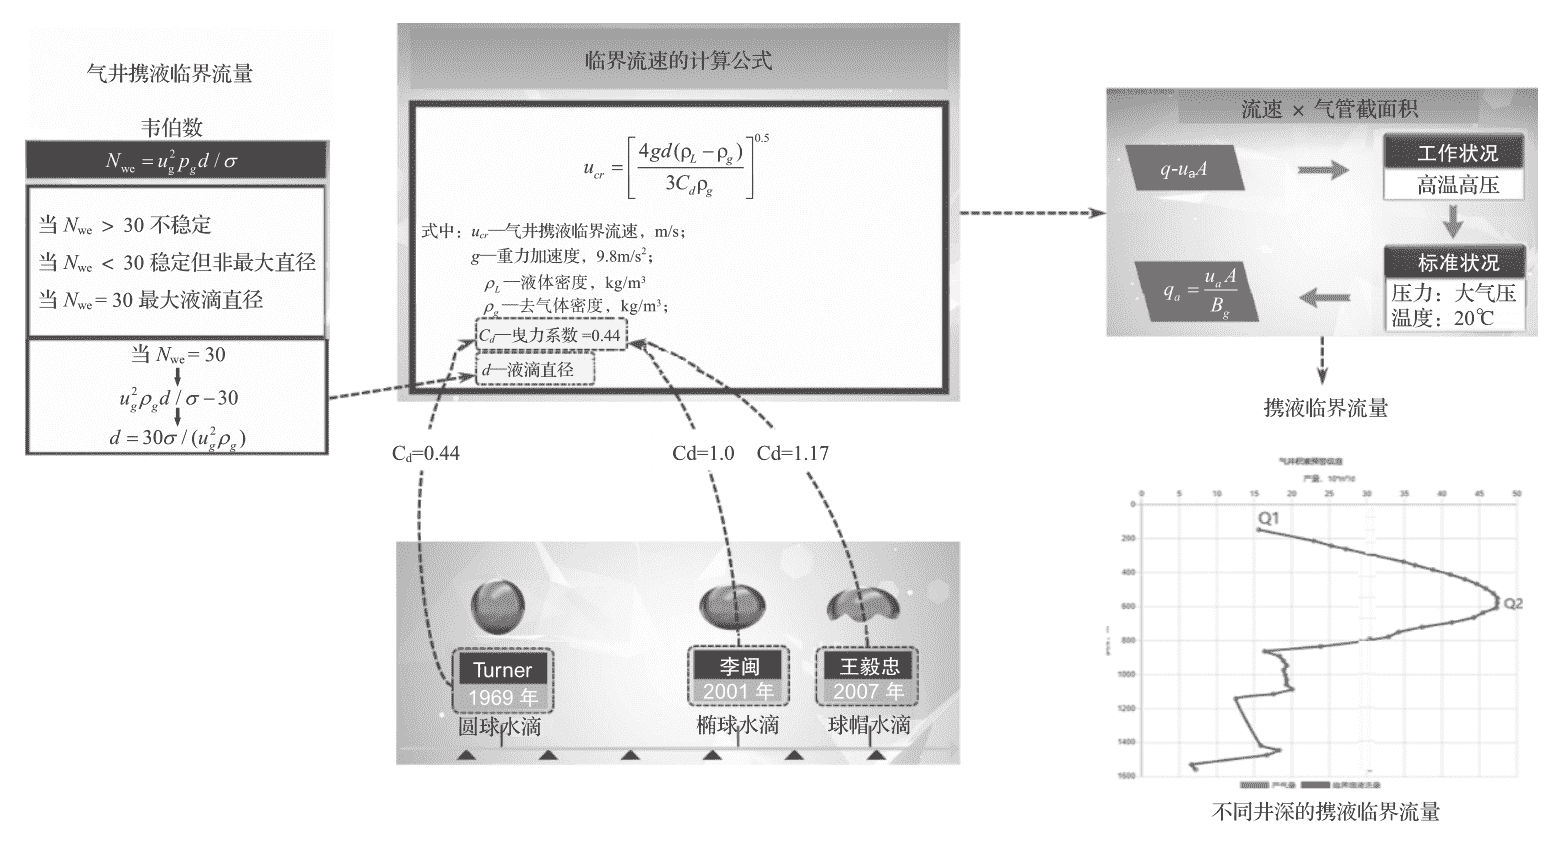 气井携液临界流量
韦伯数
N_we = u_g^2 p_g d / σ
当 N_we > 30 不稳定
当 N_we < 30 稳定但非最大直径
当 N_we = 30 最大液滴直径
当 N_we = 30
u_g^2 ρ_g d / σ – 30
d = 30σ / (u_g^2 ρ_g)
临界流速的计算公式
u_cr = [4gd(ρ_L – ρ_g) / 3C_d ρ_g]^0.5
式中：u_cr—气井携液临界流速，m/s；
g—重力加速度，9.8m/s²；
ρ_L—液体密度，kg/m³
ρ_g—去气体密度，kg/m³；
C_d—曳力系数 =0.44
d—液滴直径
C_d=0.44
Cd=1.0
Cd=1.17
Turner
1969 年
圆球水滴
李闽
2001 年
椭球水滴
王毅忠
2007 年
球帽水滴
流速 × 气管截面积
q-u_a A
工作状况
高温高压
标准状况
压力：大气压
温度：20℃
q_a = u_a A / B_g
携液临界流量
0 5 10 15 20 25 30 35 40 45 50
0
200
400
600
800
1000
1200
1400
1600
Q1
Q2
不同井深的携液临界流量